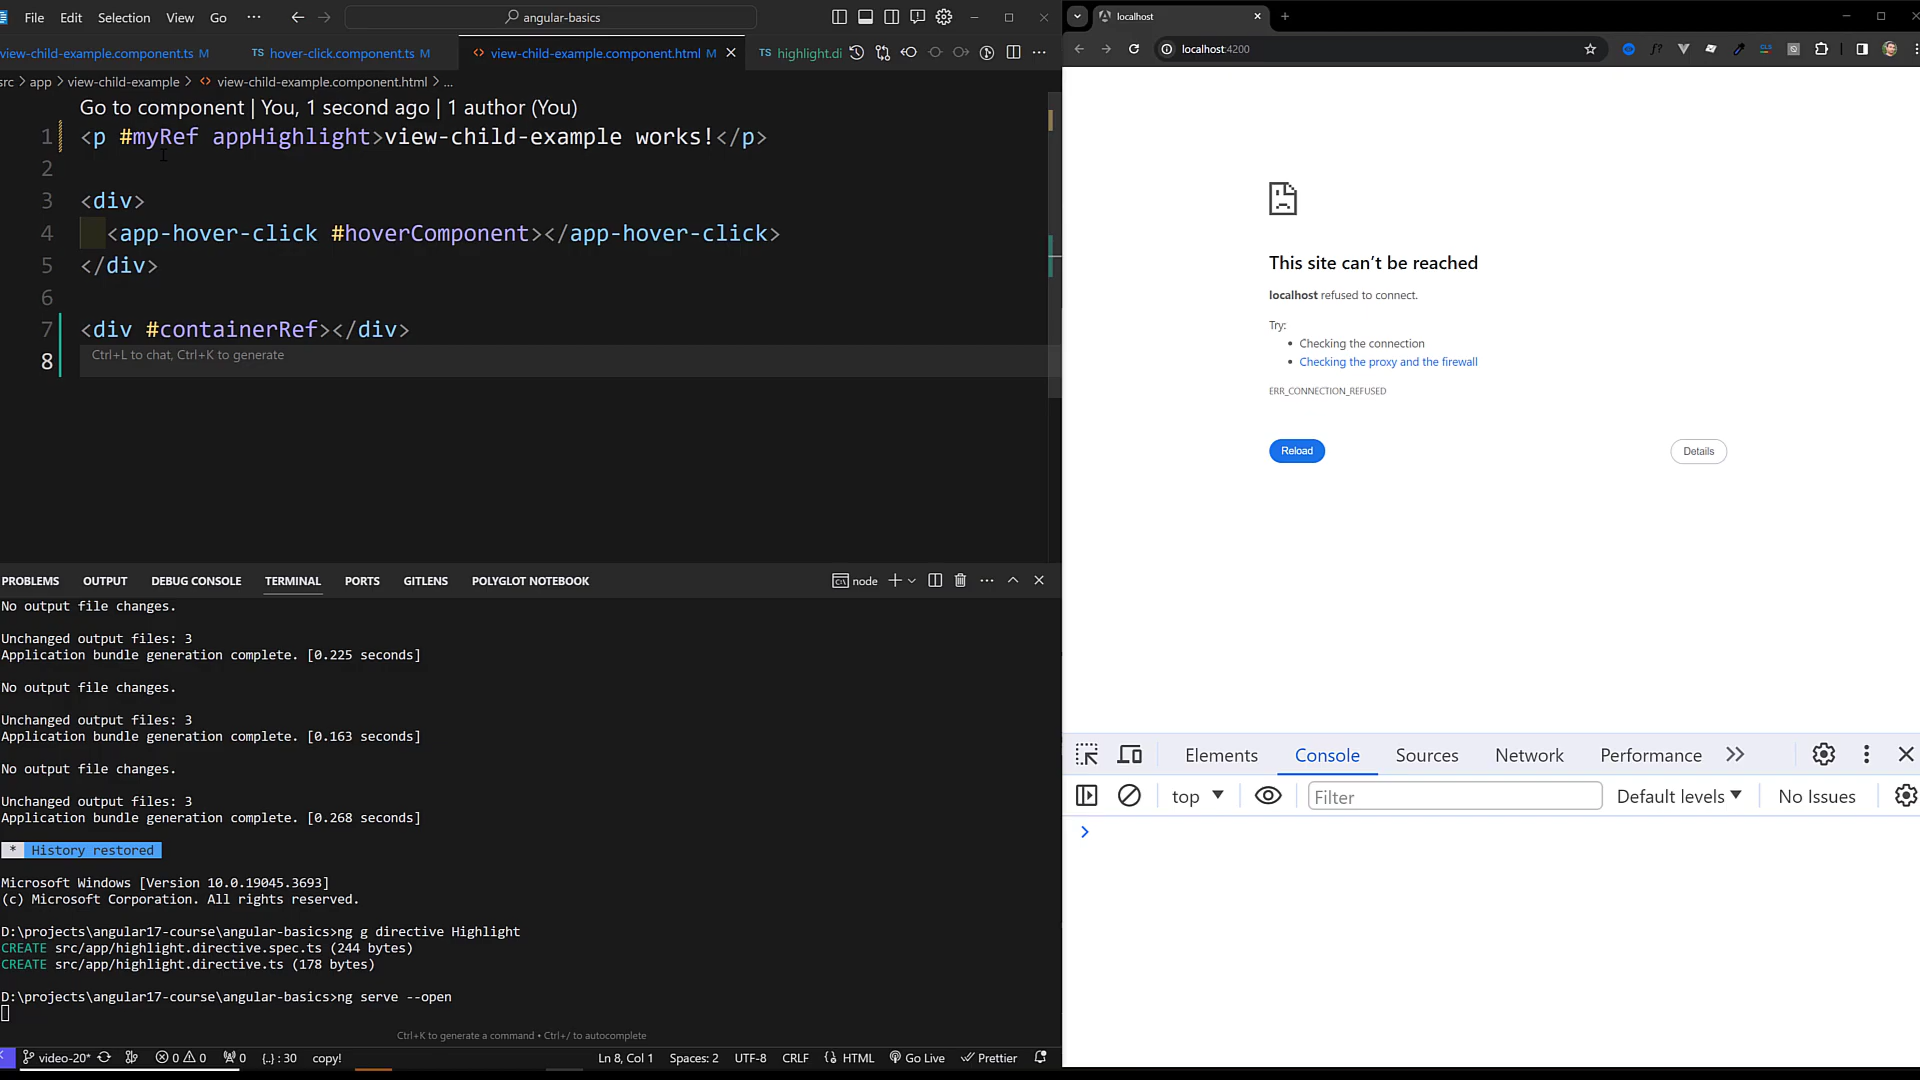 File Edit Selection View Go ··· angular-basics
view-child-example.component.ts M TS hover-click.component.ts M <> view-child-example.component.html M TS highlight.di
src > app > view-child-example > <> view-child-example.component.html > ...
Go to component | You, 1 second ago | 1 author (You)
1 <p #myRef appHighlight>view-child-example works!</p>
2
3 <div>
4 <app-hover-click #hoverComponent></app-hover-click>
5 </div>
6
7 <div #containerRef></div>
8 Ctrl+L to chat, Ctrl+K to generate
PROBLEMS OUTPUT DEBUG CONSOLE TERMINAL PORTS GITLENS POLYGLOT NOTEBOOK node
No output file changes.
Unchanged output files: 3
Application bundle generation complete. [0.225 seconds]
No output file changes.
Unchanged output files: 3
Application bundle generation complete. [0.163 seconds]
No output file changes.
Unchanged output files: 3
Application bundle generation complete. [0.268 seconds]
* History restored
Microsoft Windows [Version 10.0.19045.3693]
(c) Microsoft Corporation. All rights reserved.
D:\projects\angular17-course\angular-basics>ng g directive Highlight
CREATE src/app/highlight.directive.spec.ts (244 bytes)
CREATE src/app/highlight.directive.ts (178 bytes)
D:\projects\angular17-course\angular-basics>ng serve --open
Ctrl+K to generate a command • Ctrl+/ to autocomplete
video-20* 0 0 0 {..} : 30 copy! Ln 8, Col 1 Spaces: 2 UTF-8 CRLF HTML Go Live Prettier
localhost
localhost:4200
This site can't be reached
localhost refused to connect.
Try:
• Checking the connection
• Checking the proxy and the firewall
ERR_CONNECTION_REFUSED
Reload Details
Elements Console Sources Network Performance
top Filter Default levels No Issues